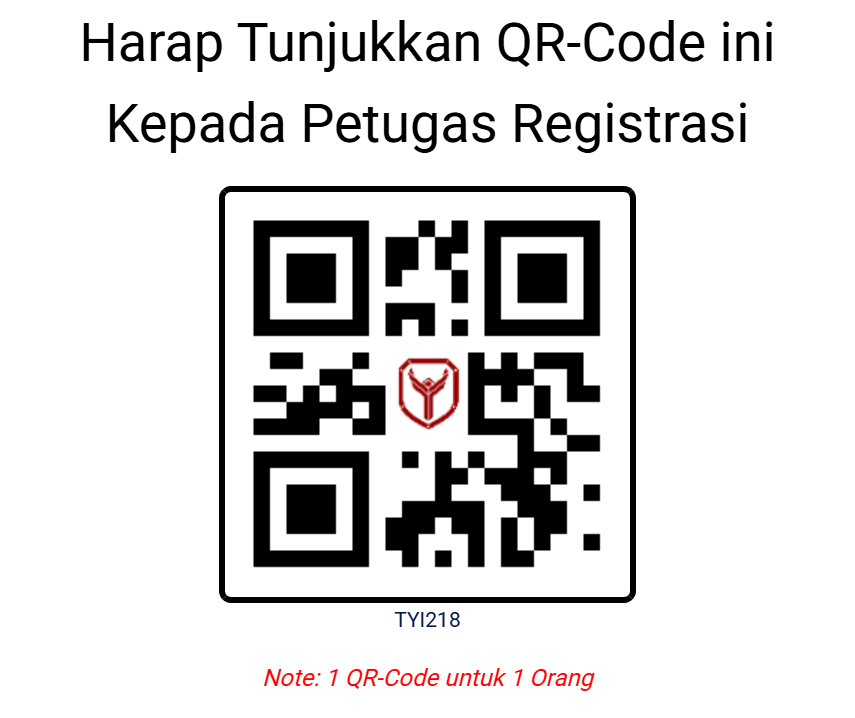 Harap Tunjukkan QR-Code ini
Kepada Petugas Registrasi
TYI218
Note: 1 QR-Code untuk 1 Orang